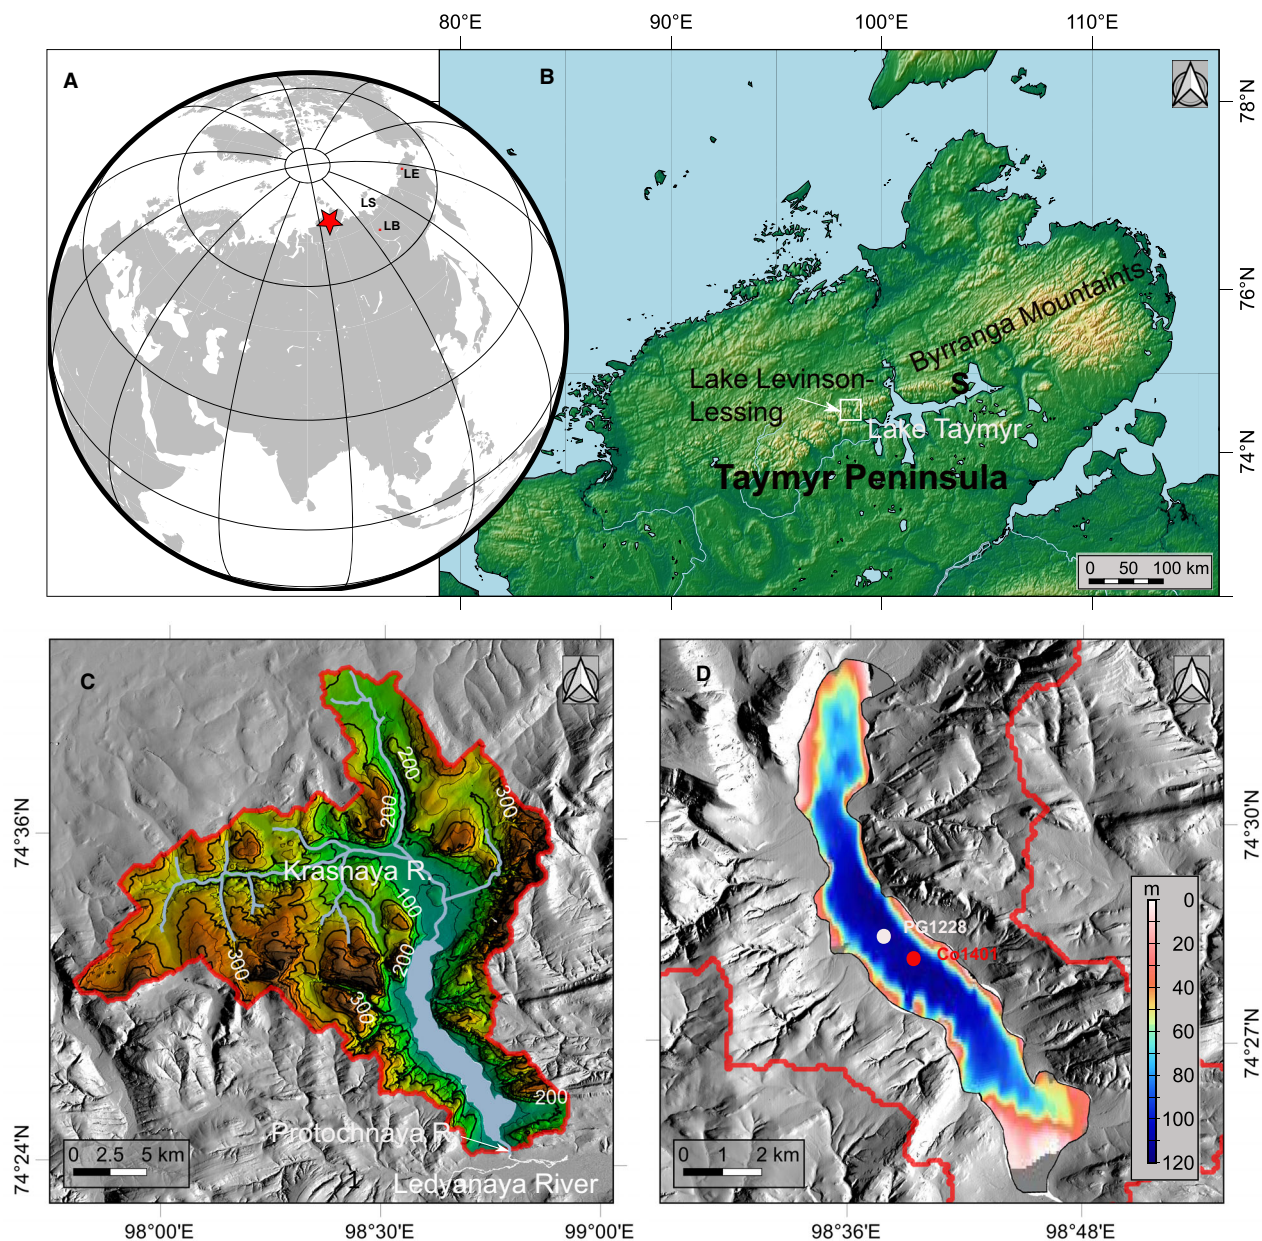 80°E 90°E 100°E 110°E
A
B
78°N
76°N
74°N
LE
LS
LB
Byrranga Mountaints
S
Lake Levinson-
Lessing
Lake Taymyr
Taymyr Peninsula
0 50 100 km
C
74°36'N
74°24'N
200
200
300
Krasnaya R.
100
200
300
300
200
Protochnaya R.
Ledyanaya River
1
0 2.5 5 km
98°00'E 98°30'E 99°00'E
D
PG1228
Co1401
74°30'N
74°27'N
m 0
20
40
60
80
100
120
0 1 2 km
98°36'E 98°48'E